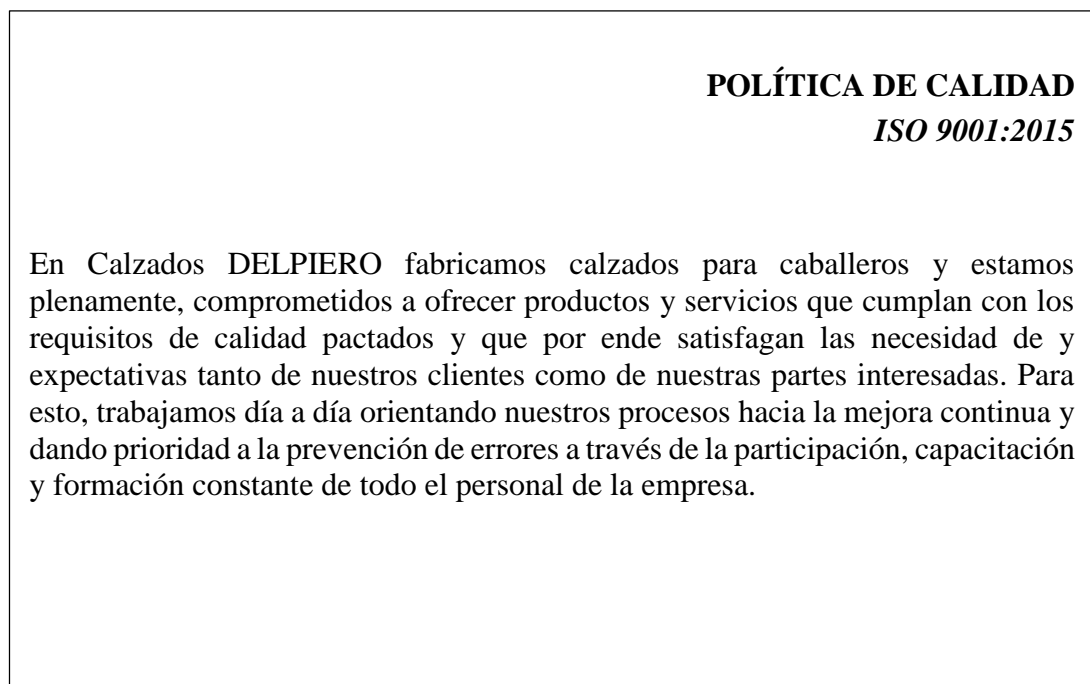 POLÍTICA DE CALIDAD
ISO 9001:2015
En Calzados DELPIERO fabricamos calzados para caballeros y estamos
plenamente, comprometidos a ofrecer productos y servicios que cumplan con los
requisitos de calidad pactados y que por ende satisfagan las necesidad de y
expectativas tanto de nuestros clientes como de nuestras partes interesadas. Para
esto, trabajamos día a día orientando nuestros procesos hacia la mejora continua y
dando prioridad a la prevención de errores a través de la participación, capacitación
y formación constante de todo el personal de la empresa.